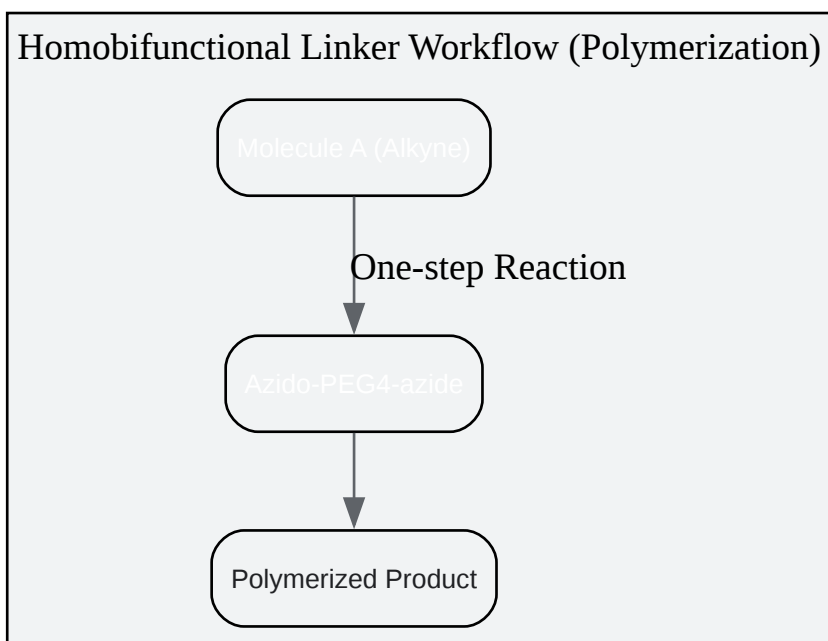 Homobifunctional Linker Workflow (Polymerization)
Molecule A (Alkyne)
One-step Reaction
Azido-PEG4-azide
Polymerized Product